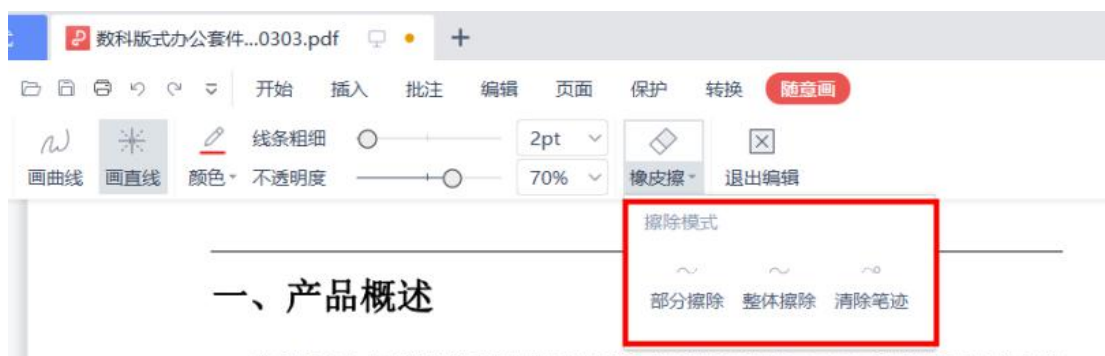 数科版式办公套件...0303.pdf
开始 插入 批注 编辑 页面 保护 转换 随意画
线条粗细 2pt
画曲线 画直线 颜色 不透明度 70% 橡皮擦 退出编辑
擦除模式
部分擦除 整体擦除 清除笔迹
一、产品概述